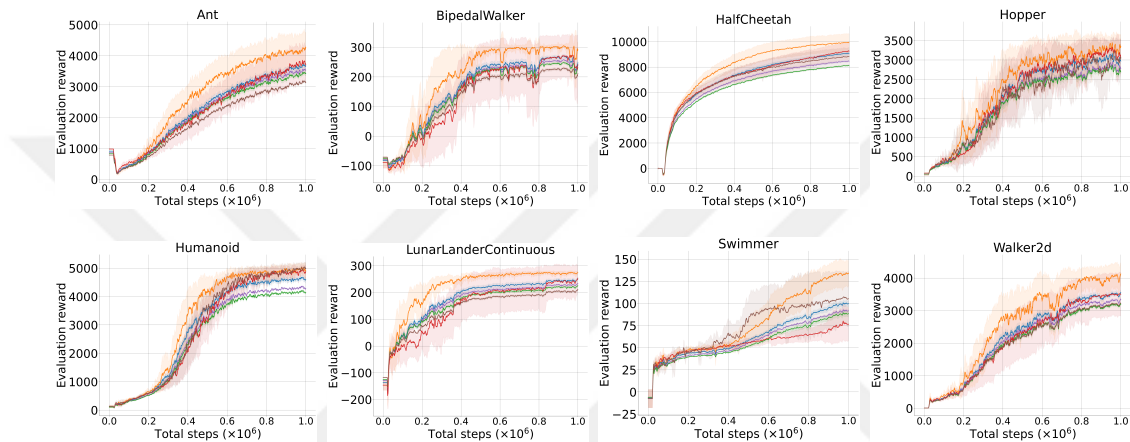 Ant
5000
4000
3000
2000
1000
0
Evaluation reward
0.0 0.2 0.4 0.6 0.8 1.0
Total steps (×10⁶)
BipedalWalker
300
200
100
0
−100
Evaluation reward
0.0 0.2 0.4 0.6 0.8 1.0
Total steps (×10⁶)
HalfCheetah
10000
8000
6000
4000
2000
0
Evaluation reward
0.0 0.2 0.4 0.6 0.8 1.0
Total steps (×10⁶)
Hopper
3500
3000
2500
2000
1500
1000
500
0
Evaluation reward
0.0 0.2 0.4 0.6 0.8 1.0
Total steps (×10⁶)
Humanoid
5000
4000
3000
2000
1000
0
Evaluation reward
0.0 0.2 0.4 0.6 0.8 1.0
Total steps (×10⁶)
LunarLanderContinuous
300
200
100
0
−100
−200
Evaluation reward
0.0 0.2 0.4 0.6 0.8 1.0
Total steps (×10⁶)
Swimmer
150
125
100
75
50
25
0
−25
Evaluation reward
0.0 0.2 0.4 0.6 0.8 1.0
Total steps (×10⁶)
Walker2d
4000
3000
2000
1000
0
Evaluation reward
0.0 0.2 0.4 0.6 0.8 1.0
Total steps (×10⁶)